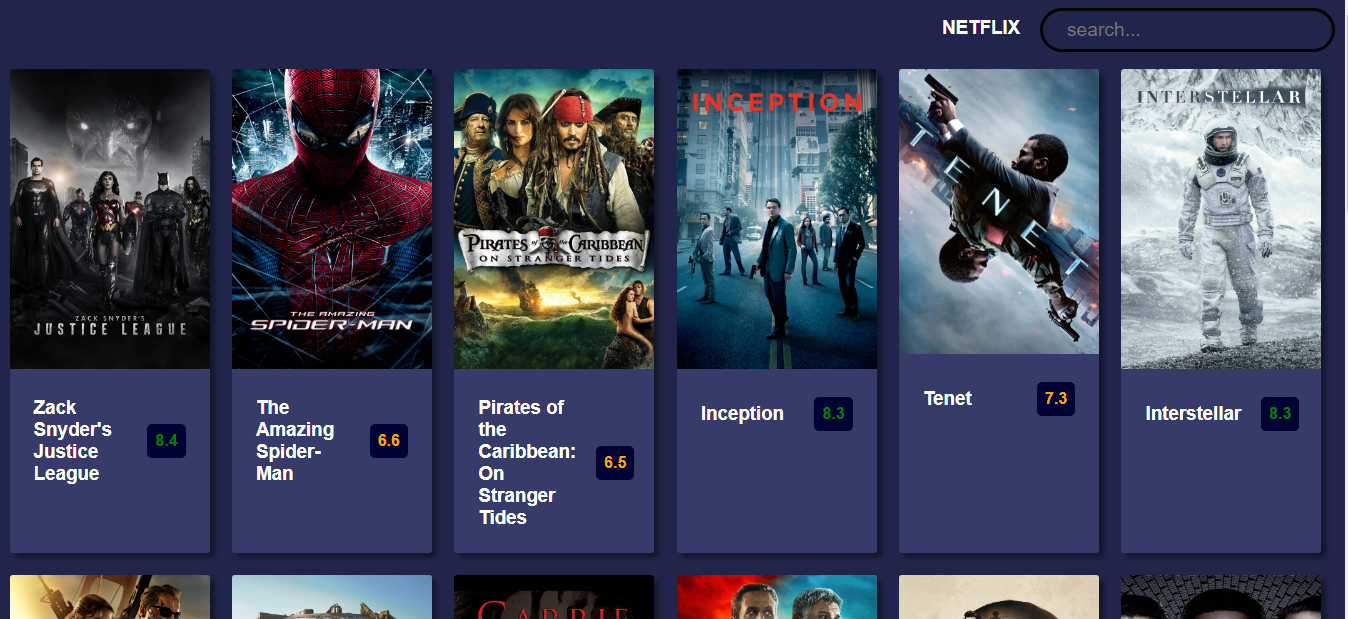 NETFLIX
search...
ZACK SNYDER'S
JUSTICE LEAGUE
THE AMAZING
SPIDER-MAN
PIRATES of the CARIBBEAN
ON STRANGER TIDES
INCEPTION
TENET
INTERSTELLAR
Zack
Snyder's
Justice
League
8.4
The
Amazing
Spider-
Man
6.6
Pirates of
the
Caribbean:
On
Stranger
Tides
6.5
Inception
8.3
Tenet
7.3
Interstellar
8.3
CARRIE